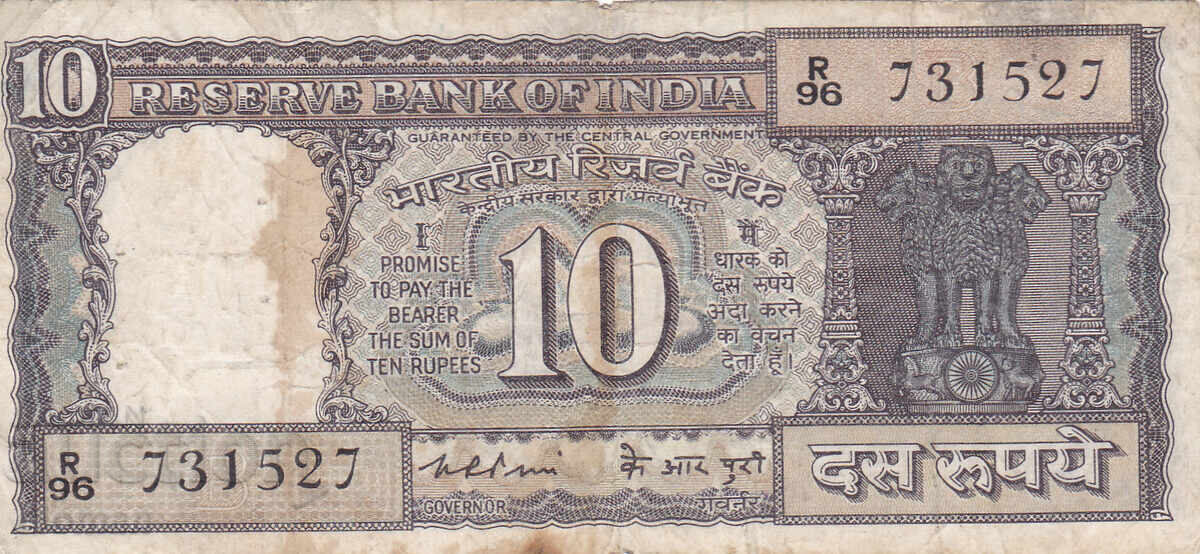 10
RESERVE BANK OF INDIA
R
96 731527
GUARANTEED BY THE CENTRAL GOVERNMENT
भारतीय रिज़र्व बैंक
केन्द्रीय सरकार द्वारा प्रत्याभूत
I
PROMISE
TO PAY THE
BEARER
THE SUM OF
TEN RUPEES
10
मैं
धारक को
दस रुपये
अदा करने
का वचन
देता हूँ।
R
96 731527
के आर पुरी
GOVERNOR
गवर्नर
दस रूपये